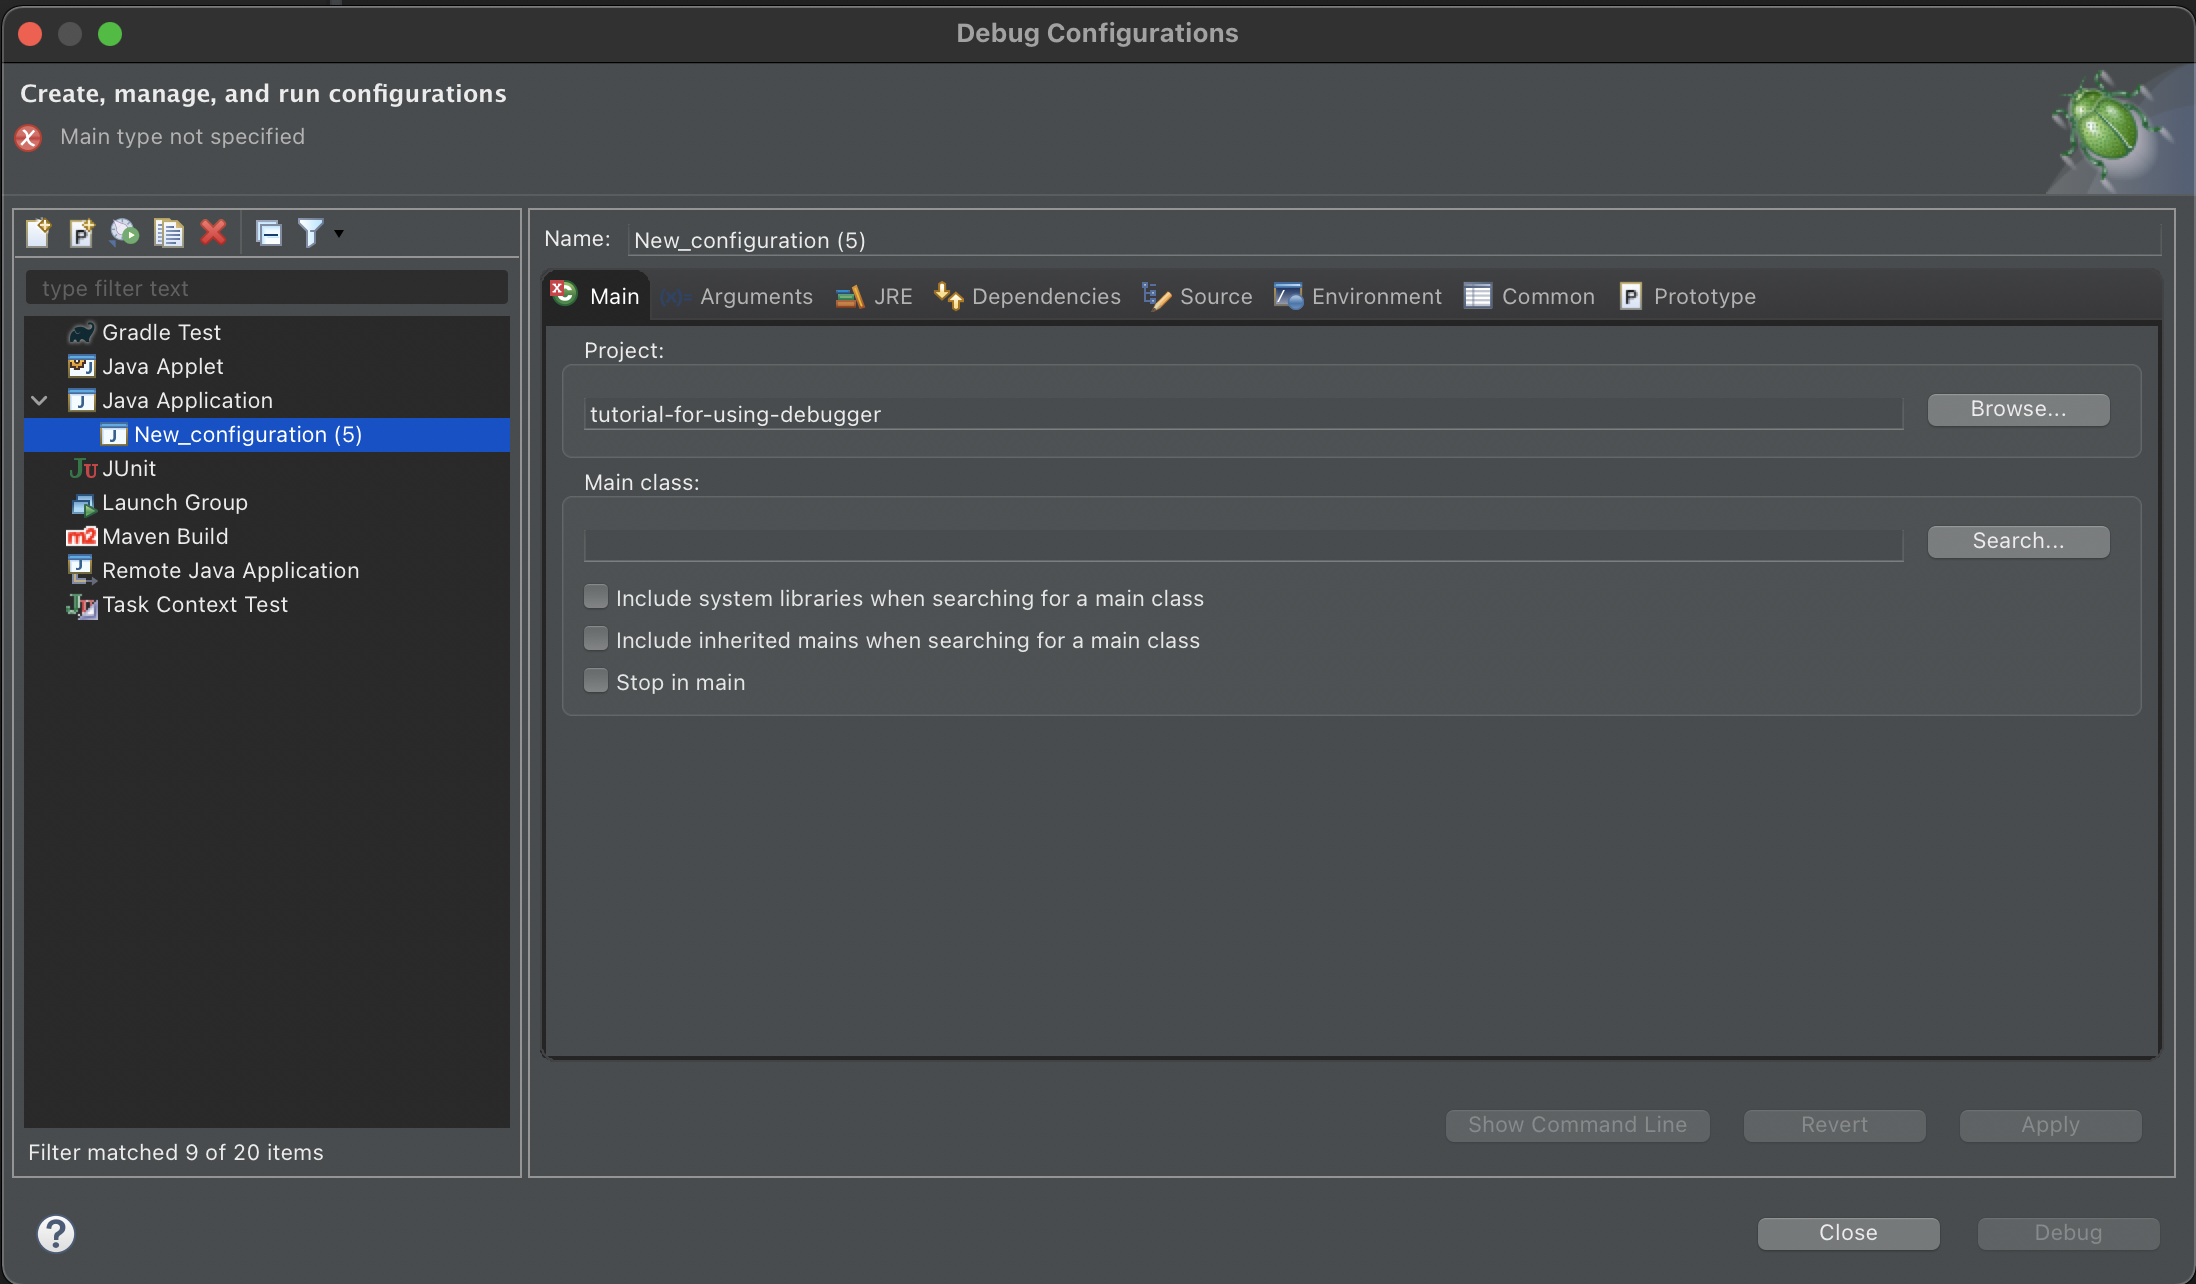 Debug Configurations
Create, manage, and run configurations
Main type not specified
type filter text
Gradle Test
Java Applet
Java Application
New_configuration (5)
JUnit
Launch Group
Maven Build
Remote Java Application
Task Context Test
Filter matched 9 of 20 items
Name: New_configuration (5)
Main Arguments JRE Dependencies Source Environment Common Prototype
Project:
tutorial-for-using-debugger Browse...
Main class:
Search...
Include system libraries when searching for a main class
Include inherited mains when searching for a main class
Stop in main
Show Command Line Revert Apply
Close Debug